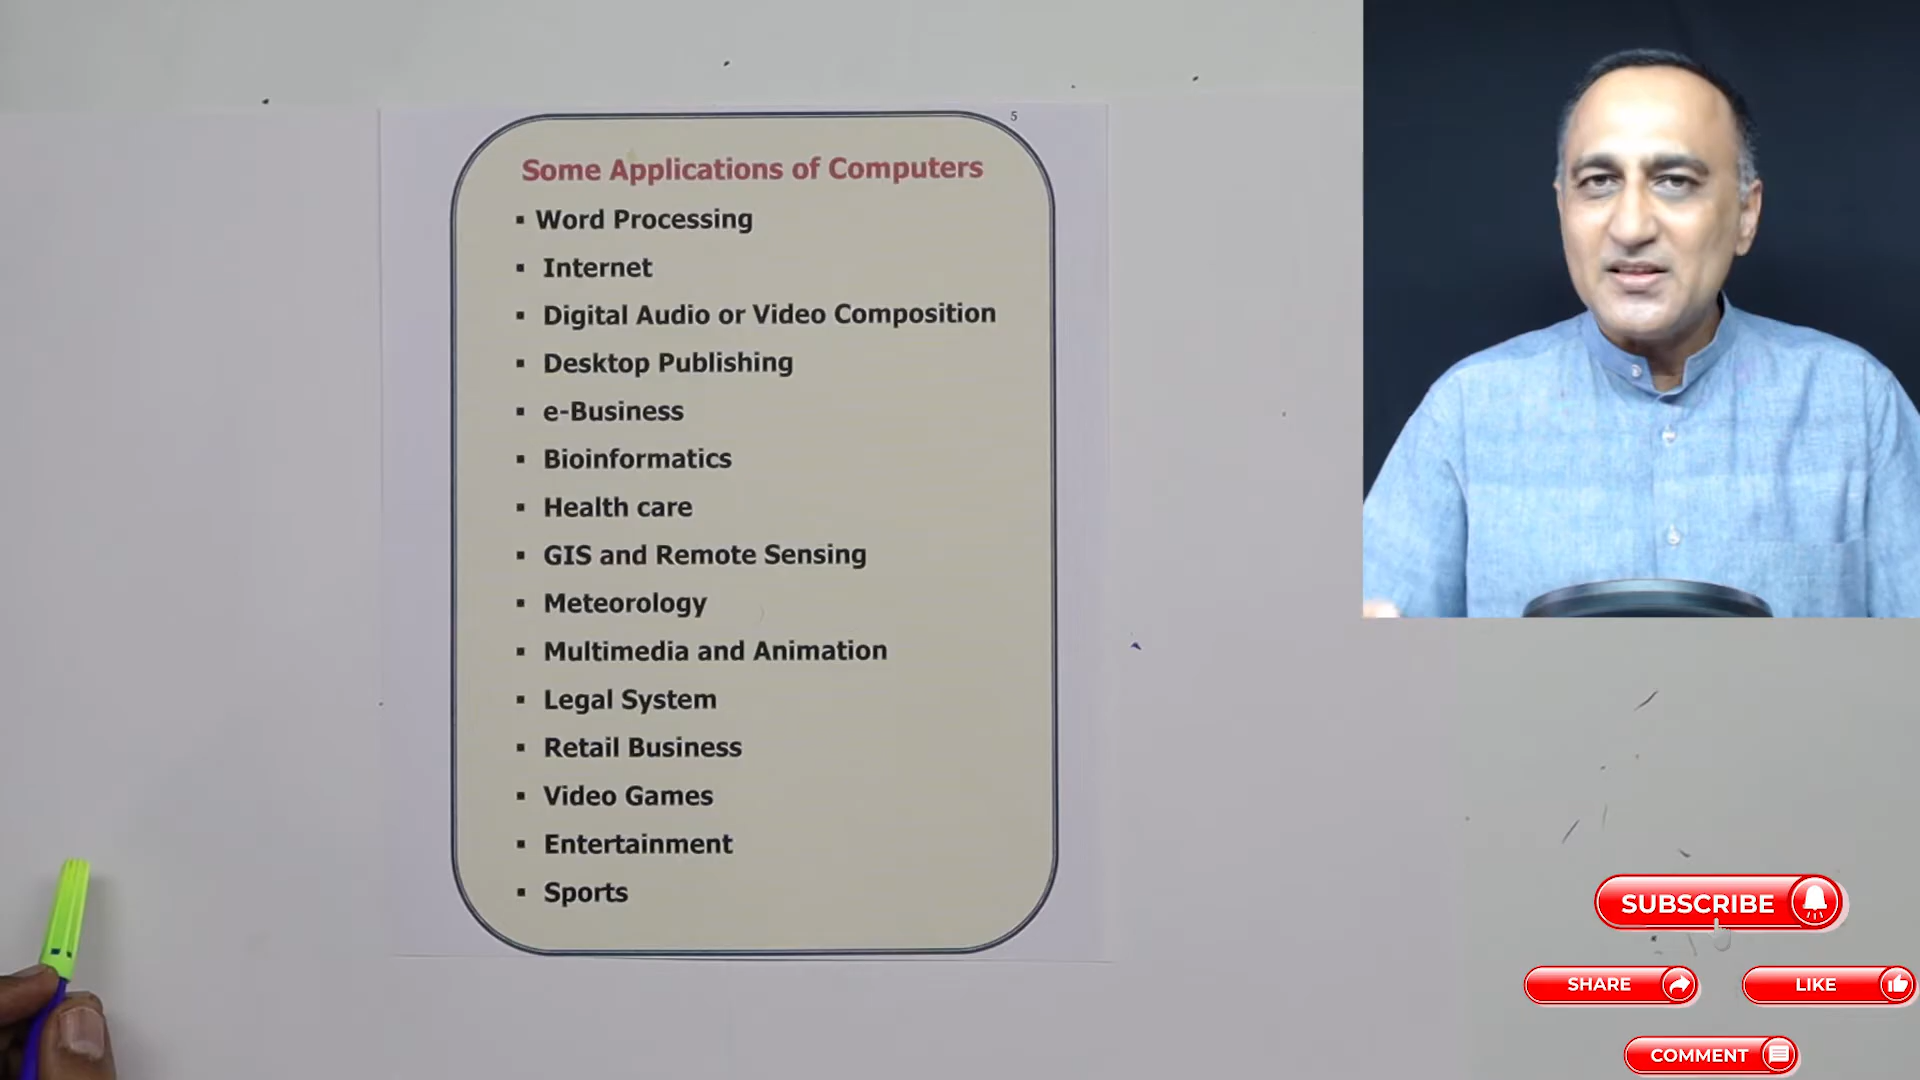 5
Some Applications of Computers
▪ Word Processing
▪ Internet
▪ Digital Audio or Video Composition
▪ Desktop Publishing
▪ e-Business
▪ Bioinformatics
▪ Health care
▪ GIS and Remote Sensing
▪ Meteorology
▪ Multimedia and Animation
▪ Legal System
▪ Retail Business
▪ Video Games
▪ Entertainment
▪ Sports
SUBSCRIBE
SHARE
LIKE
COMMENT